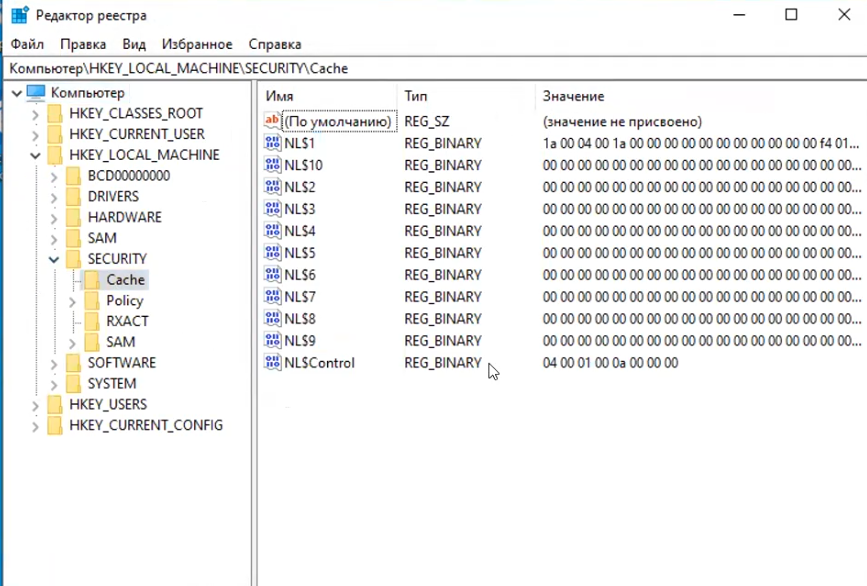 Редактор реестра
Файл Правка Вид Избранное Справка
Компьютер\HKEY_LOCAL_MACHINE\SECURITY\Cache
Компьютер
HKEY_CLASSES_ROOT
HKEY_CURRENT_USER
HKEY_LOCAL_MACHINE
BCD00000000
DRIVERS
HARDWARE
SAM
SECURITY
Cache
Policy
RXACT
SAM
SOFTWARE
SYSTEM
HKEY_USERS
HKEY_CURRENT_CONFIG
Имя Тип Значение
(По умолчанию) REG_SZ (значение не присвоено)
NL$1 REG_BINARY 1a 00 04 00 1a 00 00 00 00 00 00 00 00 00 00 00 f4 01...
NL$10 REG_BINARY 00 00 00 00 00 00 00 00 00 00 00 00 00 00 00 00 00 00...
NL$2 REG_BINARY 00 00 00 00 00 00 00 00 00 00 00 00 00 00 00 00 00 00...
NL$3 REG_BINARY 00 00 00 00 00 00 00 00 00 00 00 00 00 00 00 00 00 00...
NL$4 REG_BINARY 00 00 00 00 00 00 00 00 00 00 00 00 00 00 00 00 00 00...
NL$5 REG_BINARY 00 00 00 00 00 00 00 00 00 00 00 00 00 00 00 00 00 00...
NL$6 REG_BINARY 00 00 00 00 00 00 00 00 00 00 00 00 00 00 00 00 00 00...
NL$7 REG_BINARY 00 00 00 00 00 00 00 00 00 00 00 00 00 00 00 00 00 00...
NL$8 REG_BINARY 00 00 00 00 00 00 00 00 00 00 00 00 00 00 00 00 00 00...
NL$9 REG_BINARY 00 00 00 00 00 00 00 00 00 00 00 00 00 00 00 00 00 00...
NL$Control REG_BINARY 04 00 01 00 0a 00 00 00